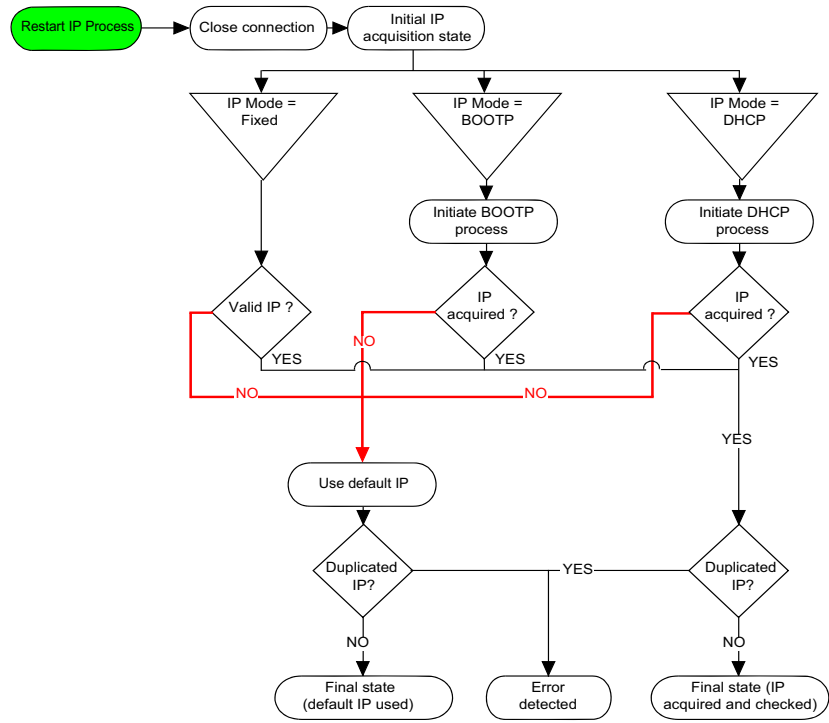 Restart IP Process
Close connection
Initial IP
acquisition state
IP Mode =
Fixed
IP Mode =
BOOTP
IP Mode =
DHCP
Initiate BOOTP
process
Initiate DHCP
process
Valid IP ?
IP
acquired ?
IP
acquired ?
NO
YES
YES
YES
NO
NO
YES
Use default IP
Duplicated
IP?
YES
Duplicated
IP?
NO
NO
Final state
(default IP used)
Error
detected
Final state (IP
acquired and checked)